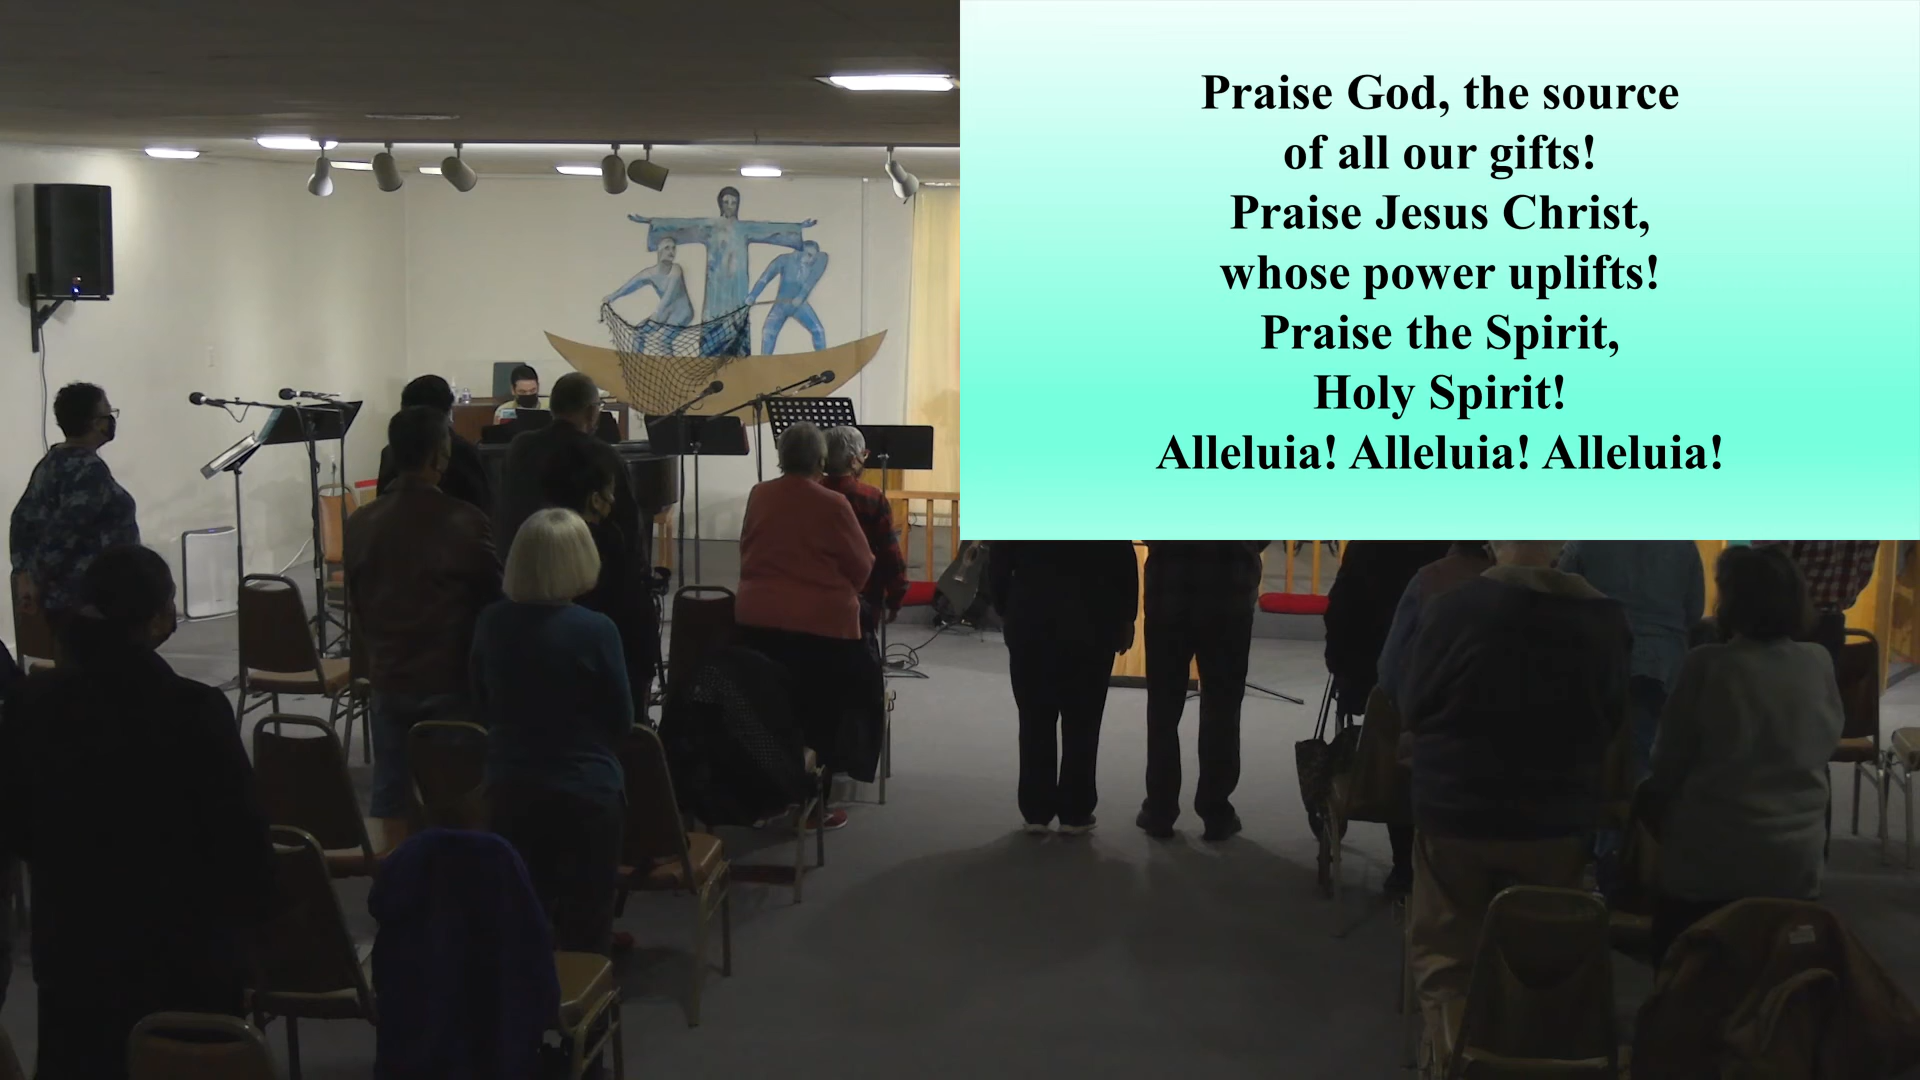 Praise God, the source
of all our gifts!
Praise Jesus Christ,
whose power uplifts!
Praise the Spirit,
Holy Spirit!
Alleluia! Alleluia! Alleluia!